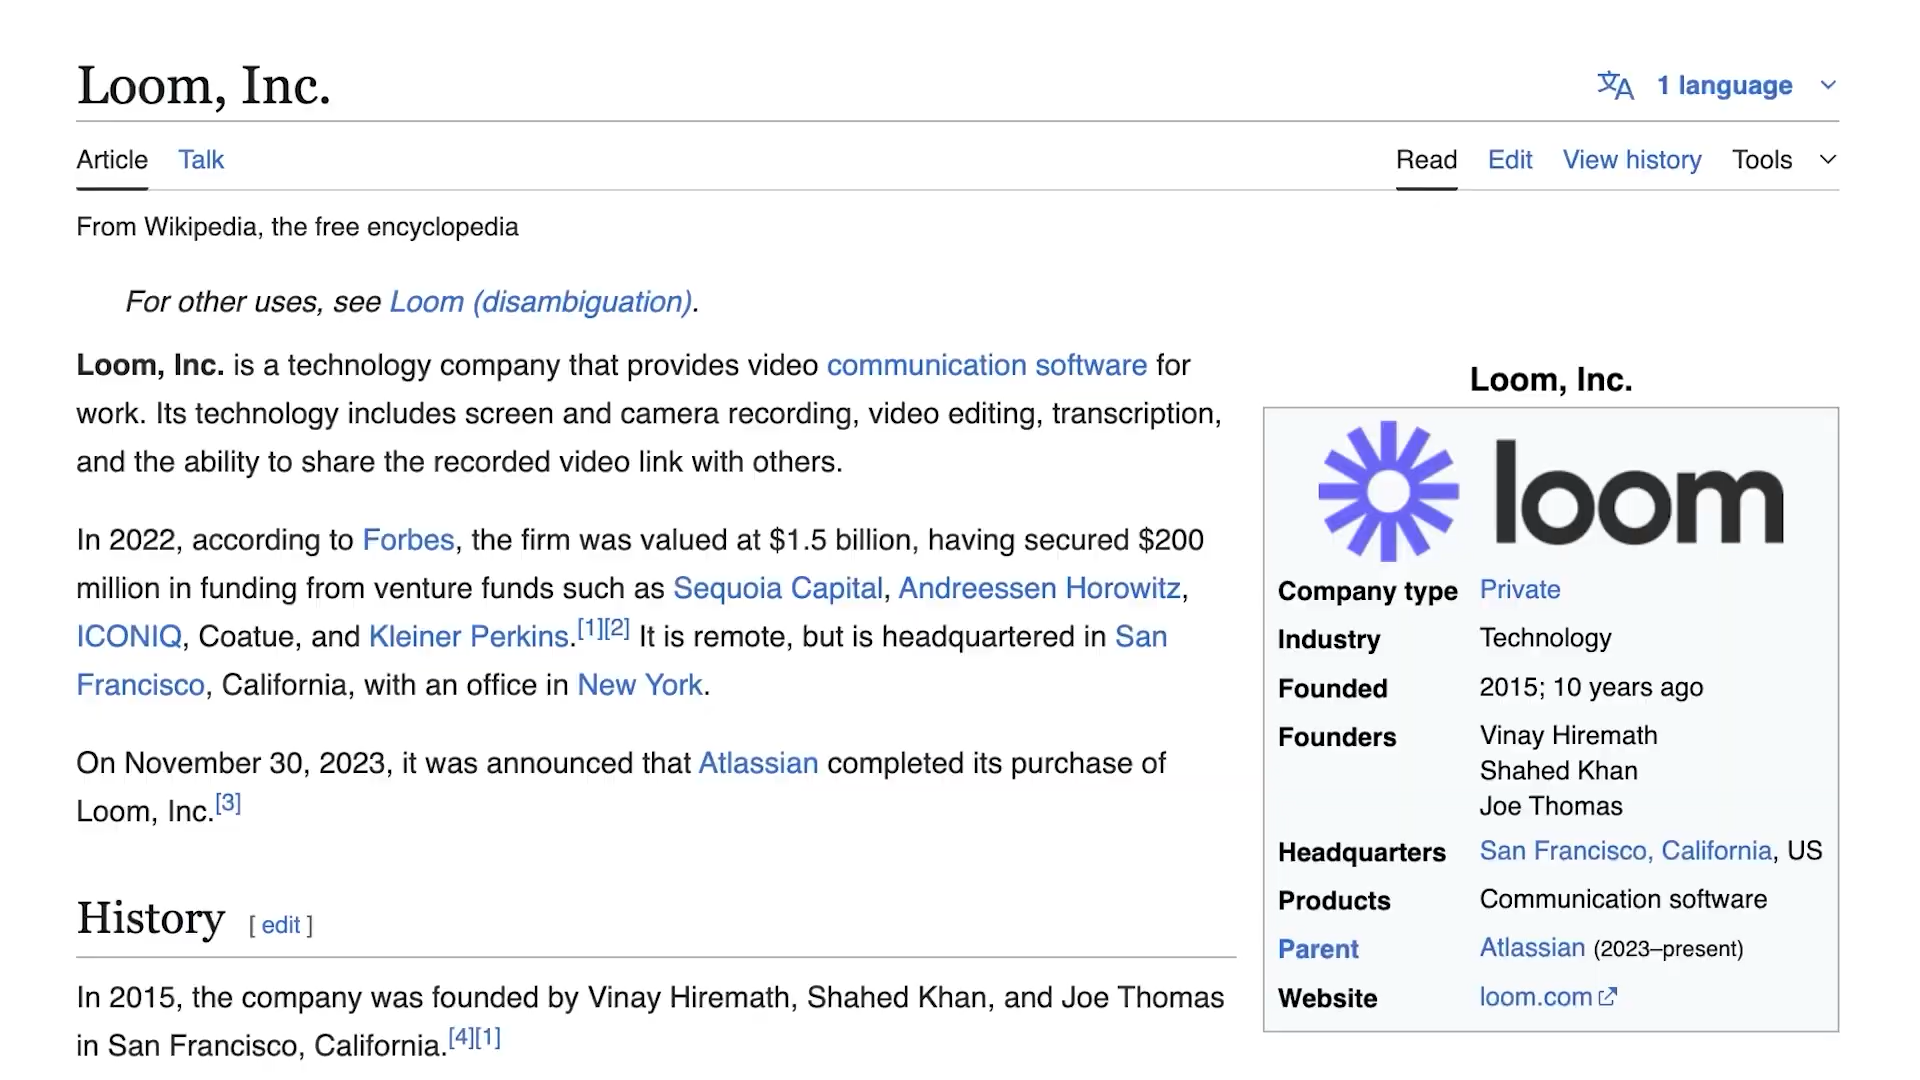 Loom, Inc.
1 language
Article Talk
Read Edit View history Tools
From Wikipedia, the free encyclopedia
For other uses, see Loom (disambiguation).
Loom, Inc. is a technology company that provides video communication software for
work. Its technology includes screen and camera recording, video editing, transcription,
and the ability to share the recorded video link with others.
In 2022, according to Forbes, the firm was valued at $1.5 billion, having secured $200
million in funding from venture funds such as Sequoia Capital, Andreessen Horowitz,
ICONIQ, Coatue, and Kleiner Perkins.[1][2] It is remote, but is headquartered in San
Francisco, California, with an office in New York.
On November 30, 2023, it was announced that Atlassian completed its purchase of
Loom, Inc.[3]
History [ edit ]
In 2015, the company was founded by Vinay Hiremath, Shahed Khan, and Joe Thomas
in San Francisco, California.[4][1]
Loom, Inc.
loom
Company type Private
Industry Technology
Founded 2015; 10 years ago
Founders Vinay Hiremath
Shahed Khan
Joe Thomas
Headquarters San Francisco, California, US
Products Communication software
Parent Atlassian (2023–present)
Website loom.com